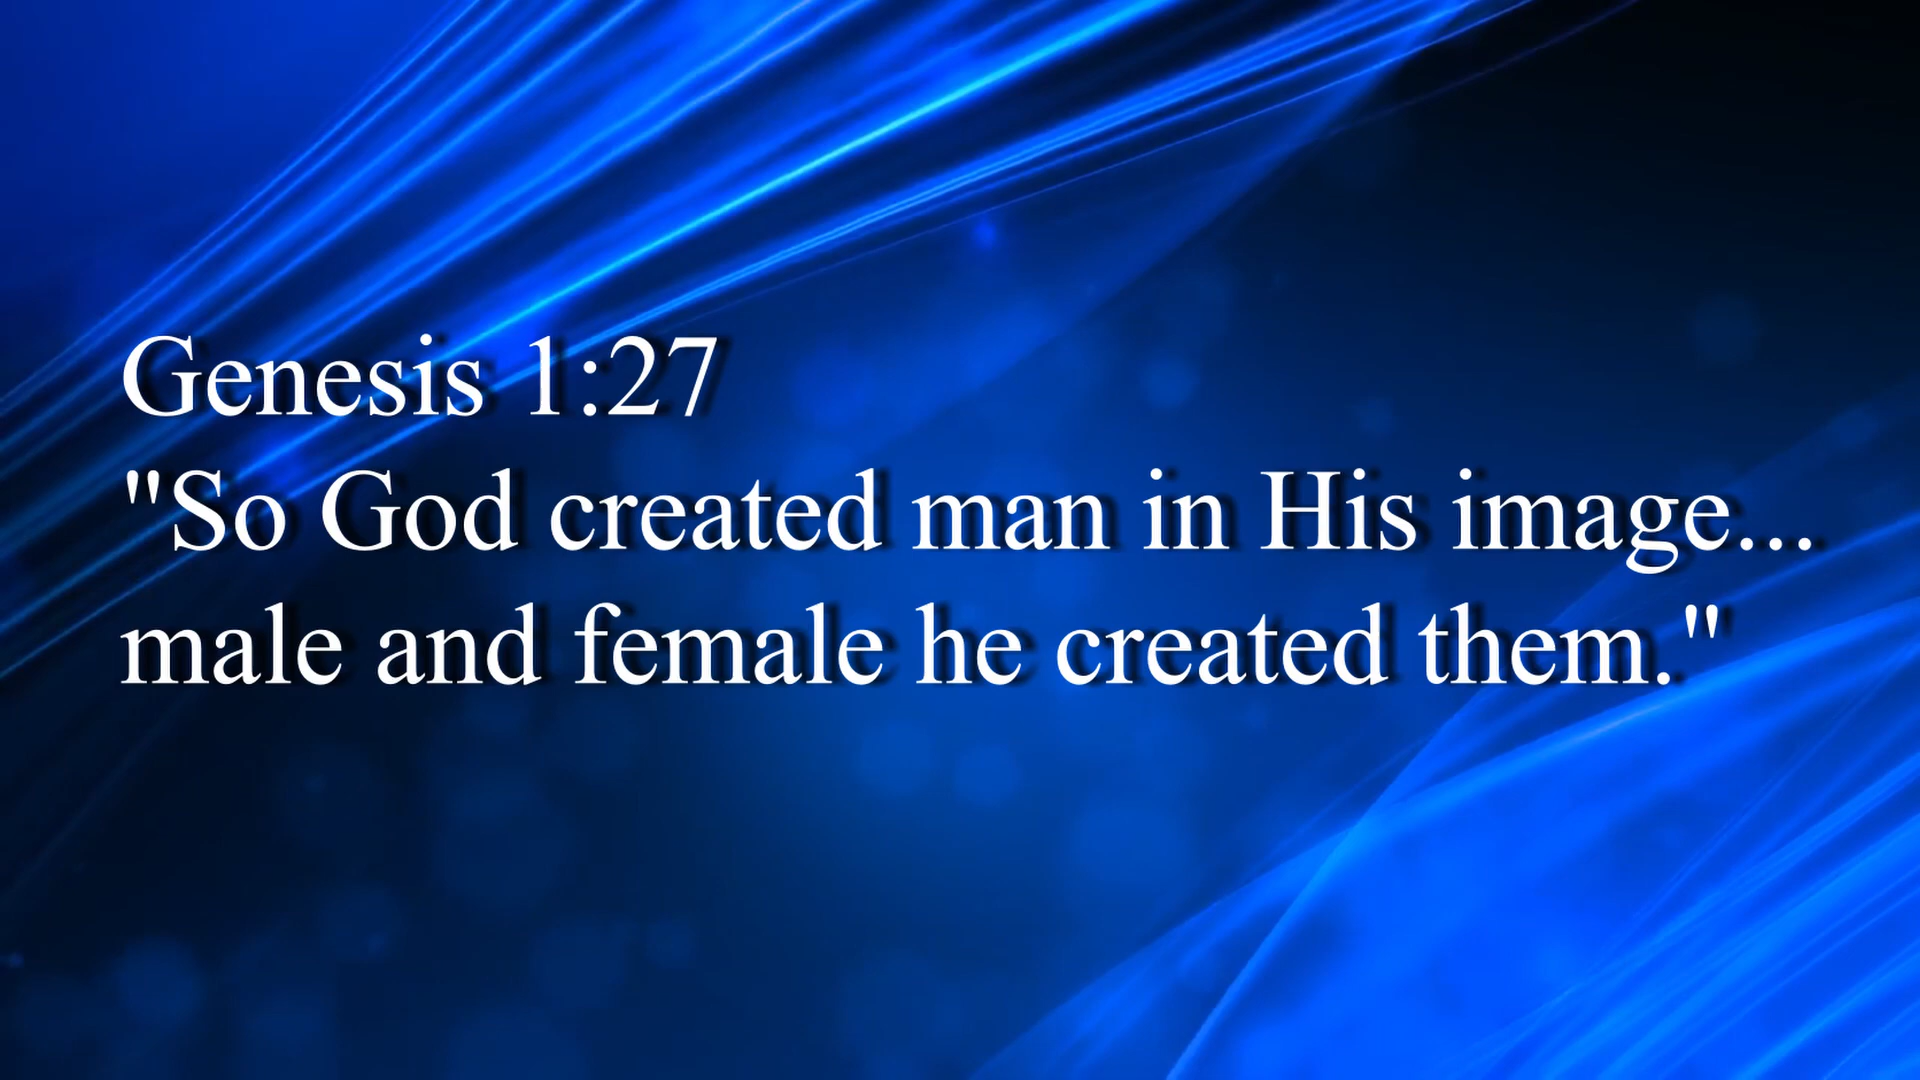 Genesis 1:27
"So God created man in His image...
male and female he created them."